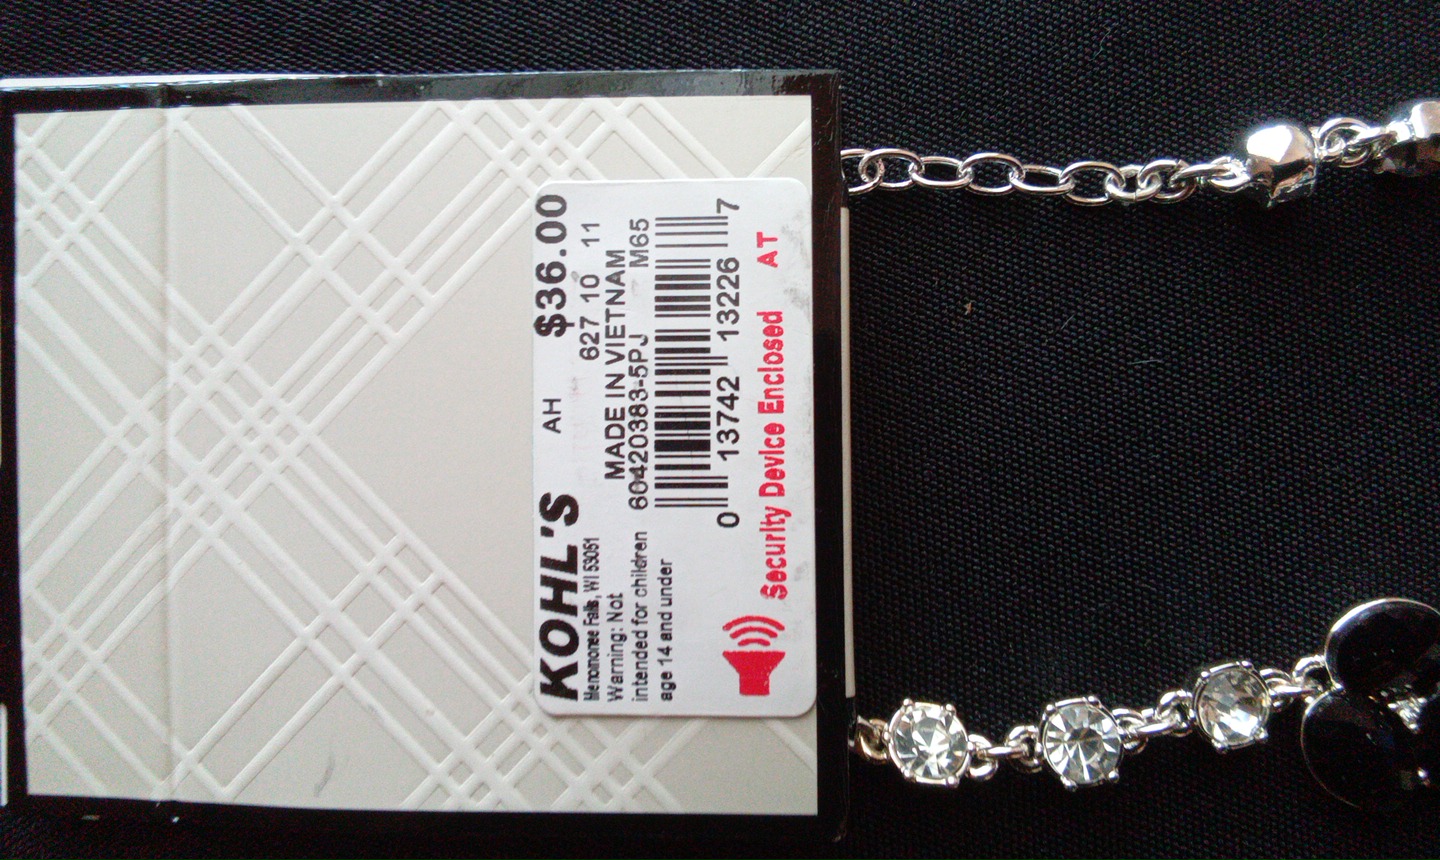 KOHL'S AH $36.00
Menomonee Falls, WI 53051 627 10 11
Warning: Not MADE IN VIETNAM
intended for children 60420383-5PJ M65
age 14 and under
0 13742 13226 7
Security Device Enclosed AT